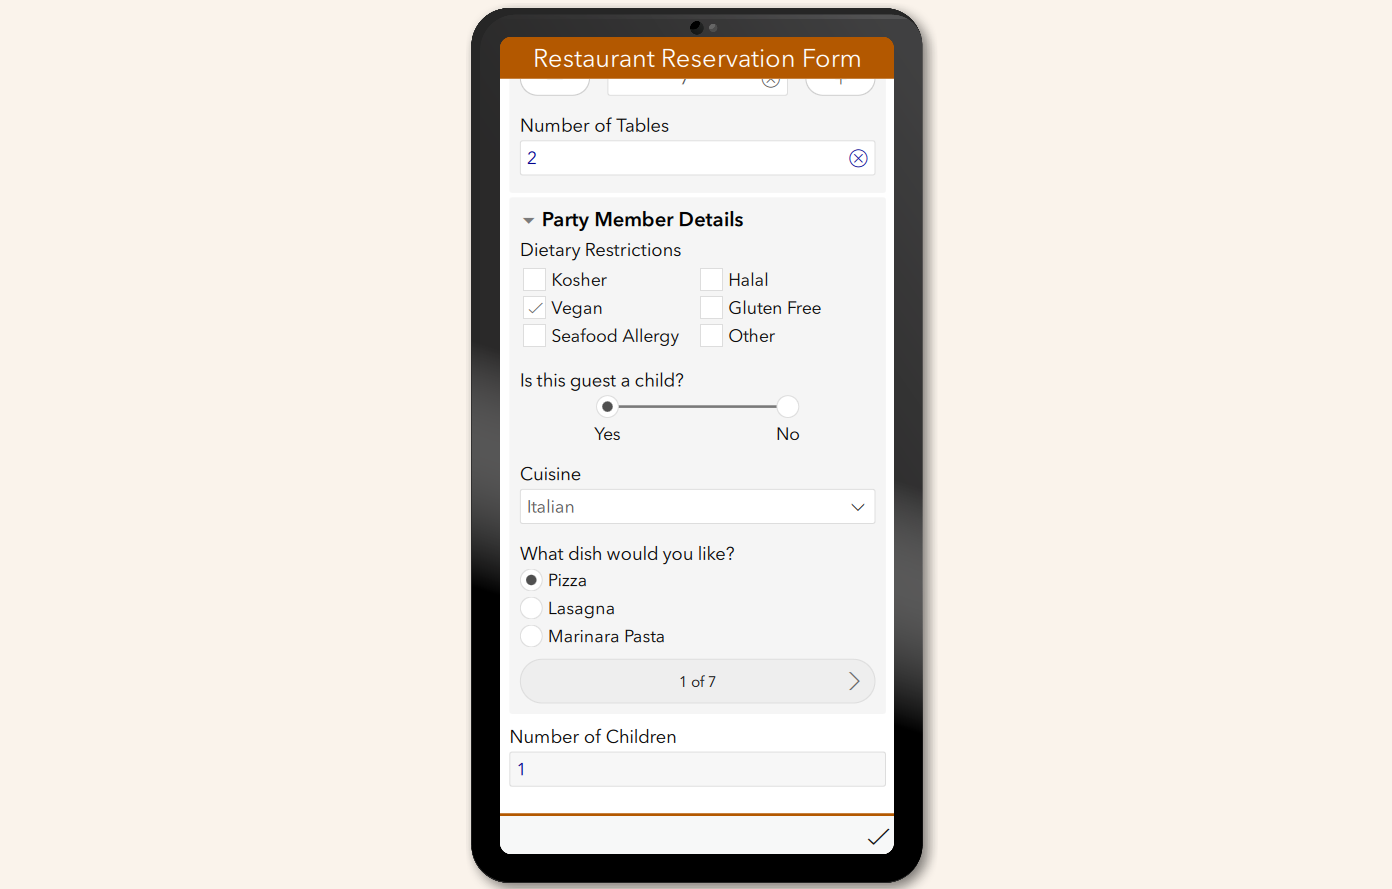 Restaurant Reservation Form
Number of Tables
2
Party Member Details
Dietary Restrictions
Kosher Halal
Vegan Gluten Free
Seafood Allergy Other
Is this guest a child?
Yes No
Cuisine
Italian
What dish would you like?
Pizza
Lasagna
Marinara Pasta
1 of 7
Number of Children
1